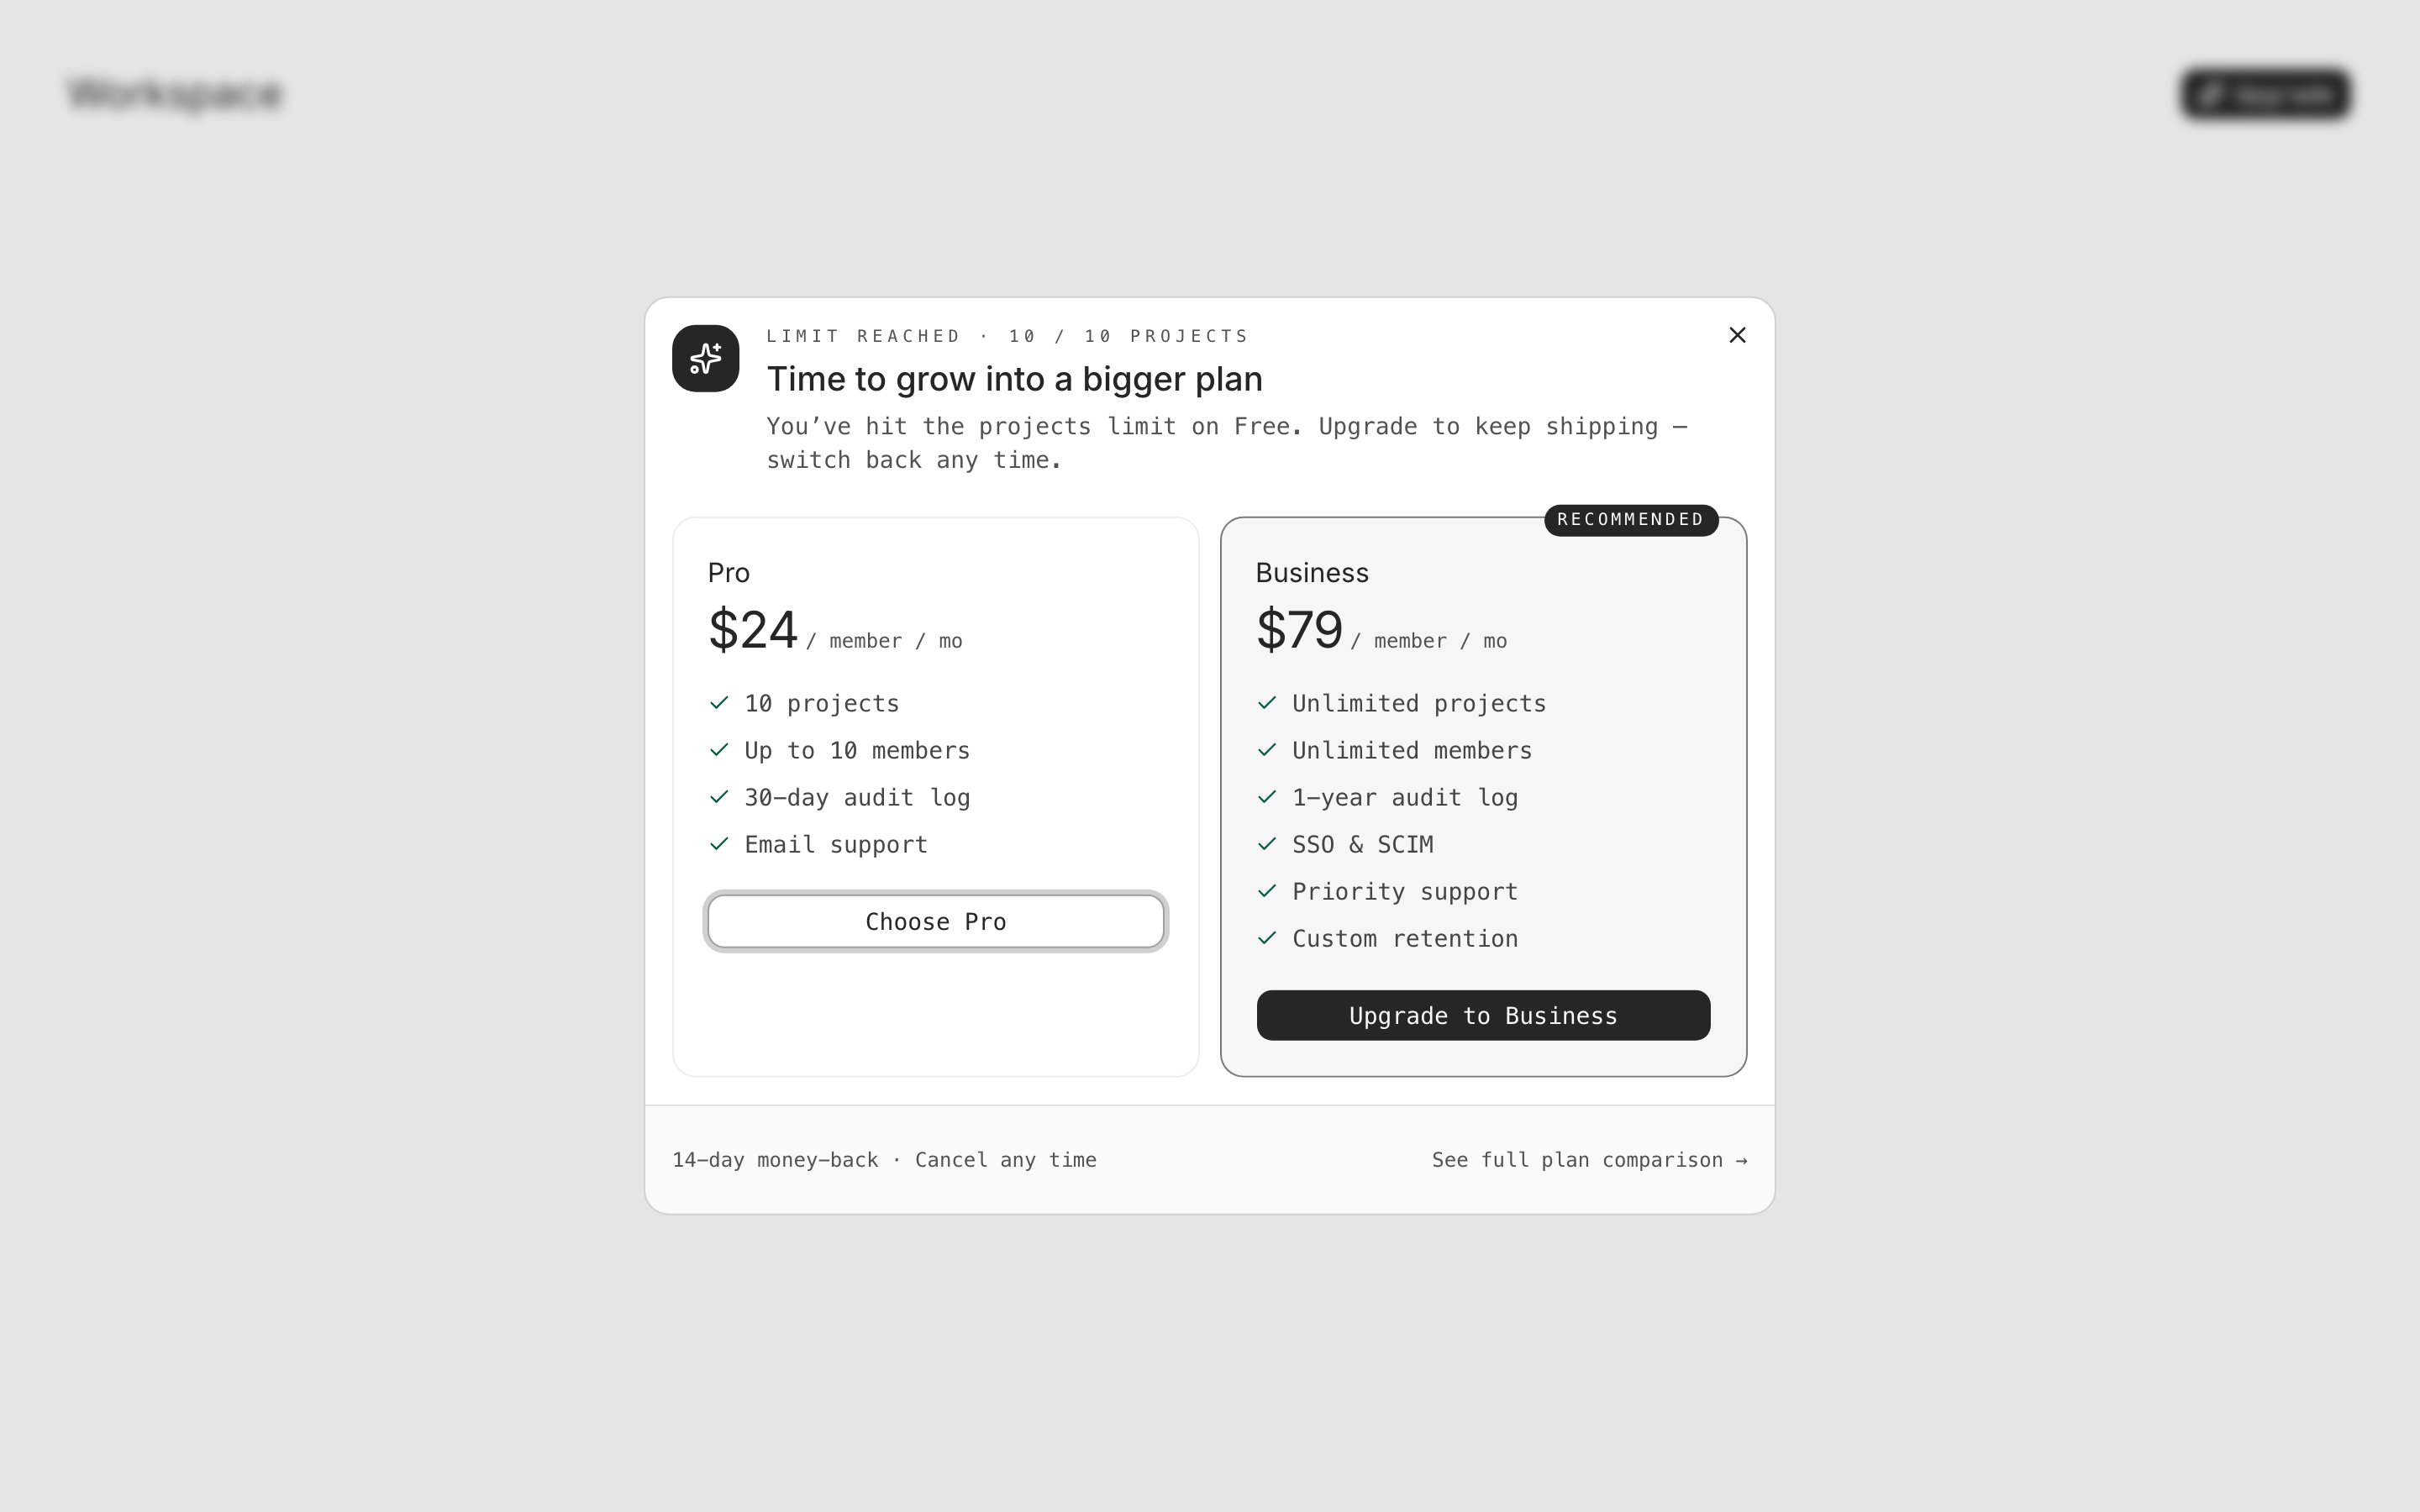 Workspace
Upgrade
LIMIT REACHED · 10 / 10 PROJECTS
Time to grow into a bigger plan
You’ve hit the projects limit on Free. Upgrade to keep shipping —
switch back any time.
RECOMMENDED
Pro
$24 / member / mo
10 projects
Up to 10 members
30-day audit log
Email support
Choose Pro
Business
$79 / member / mo
Unlimited projects
Unlimited members
1-year audit log
SSO & SCIM
Priority support
Custom retention
Upgrade to Business
14-day money-back · Cancel any time
See full plan comparison →